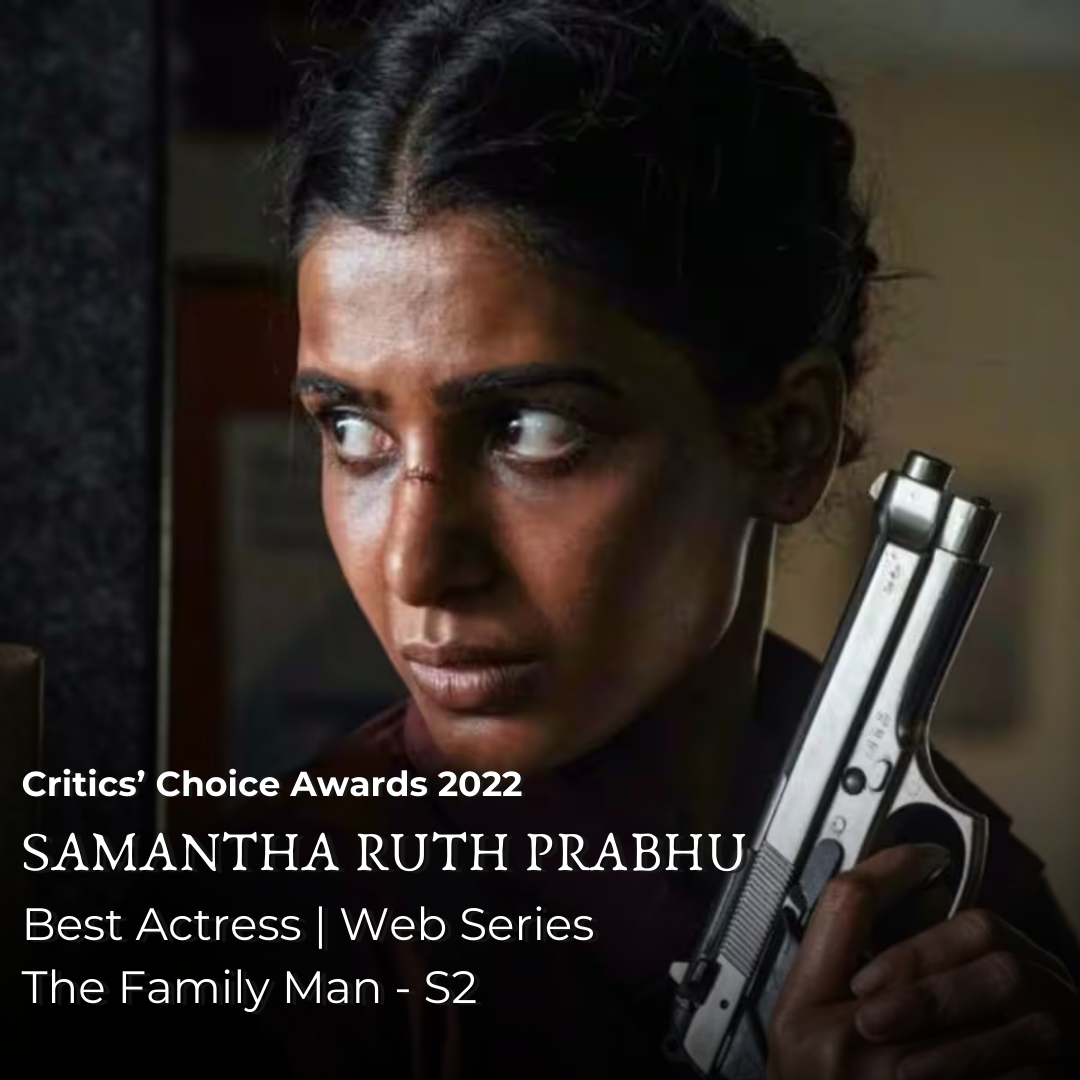 Critics’ Choice Awards 2022
SAMANTHA RUTH PRABHU
Best Actress | Web Series
The Family Man - S2